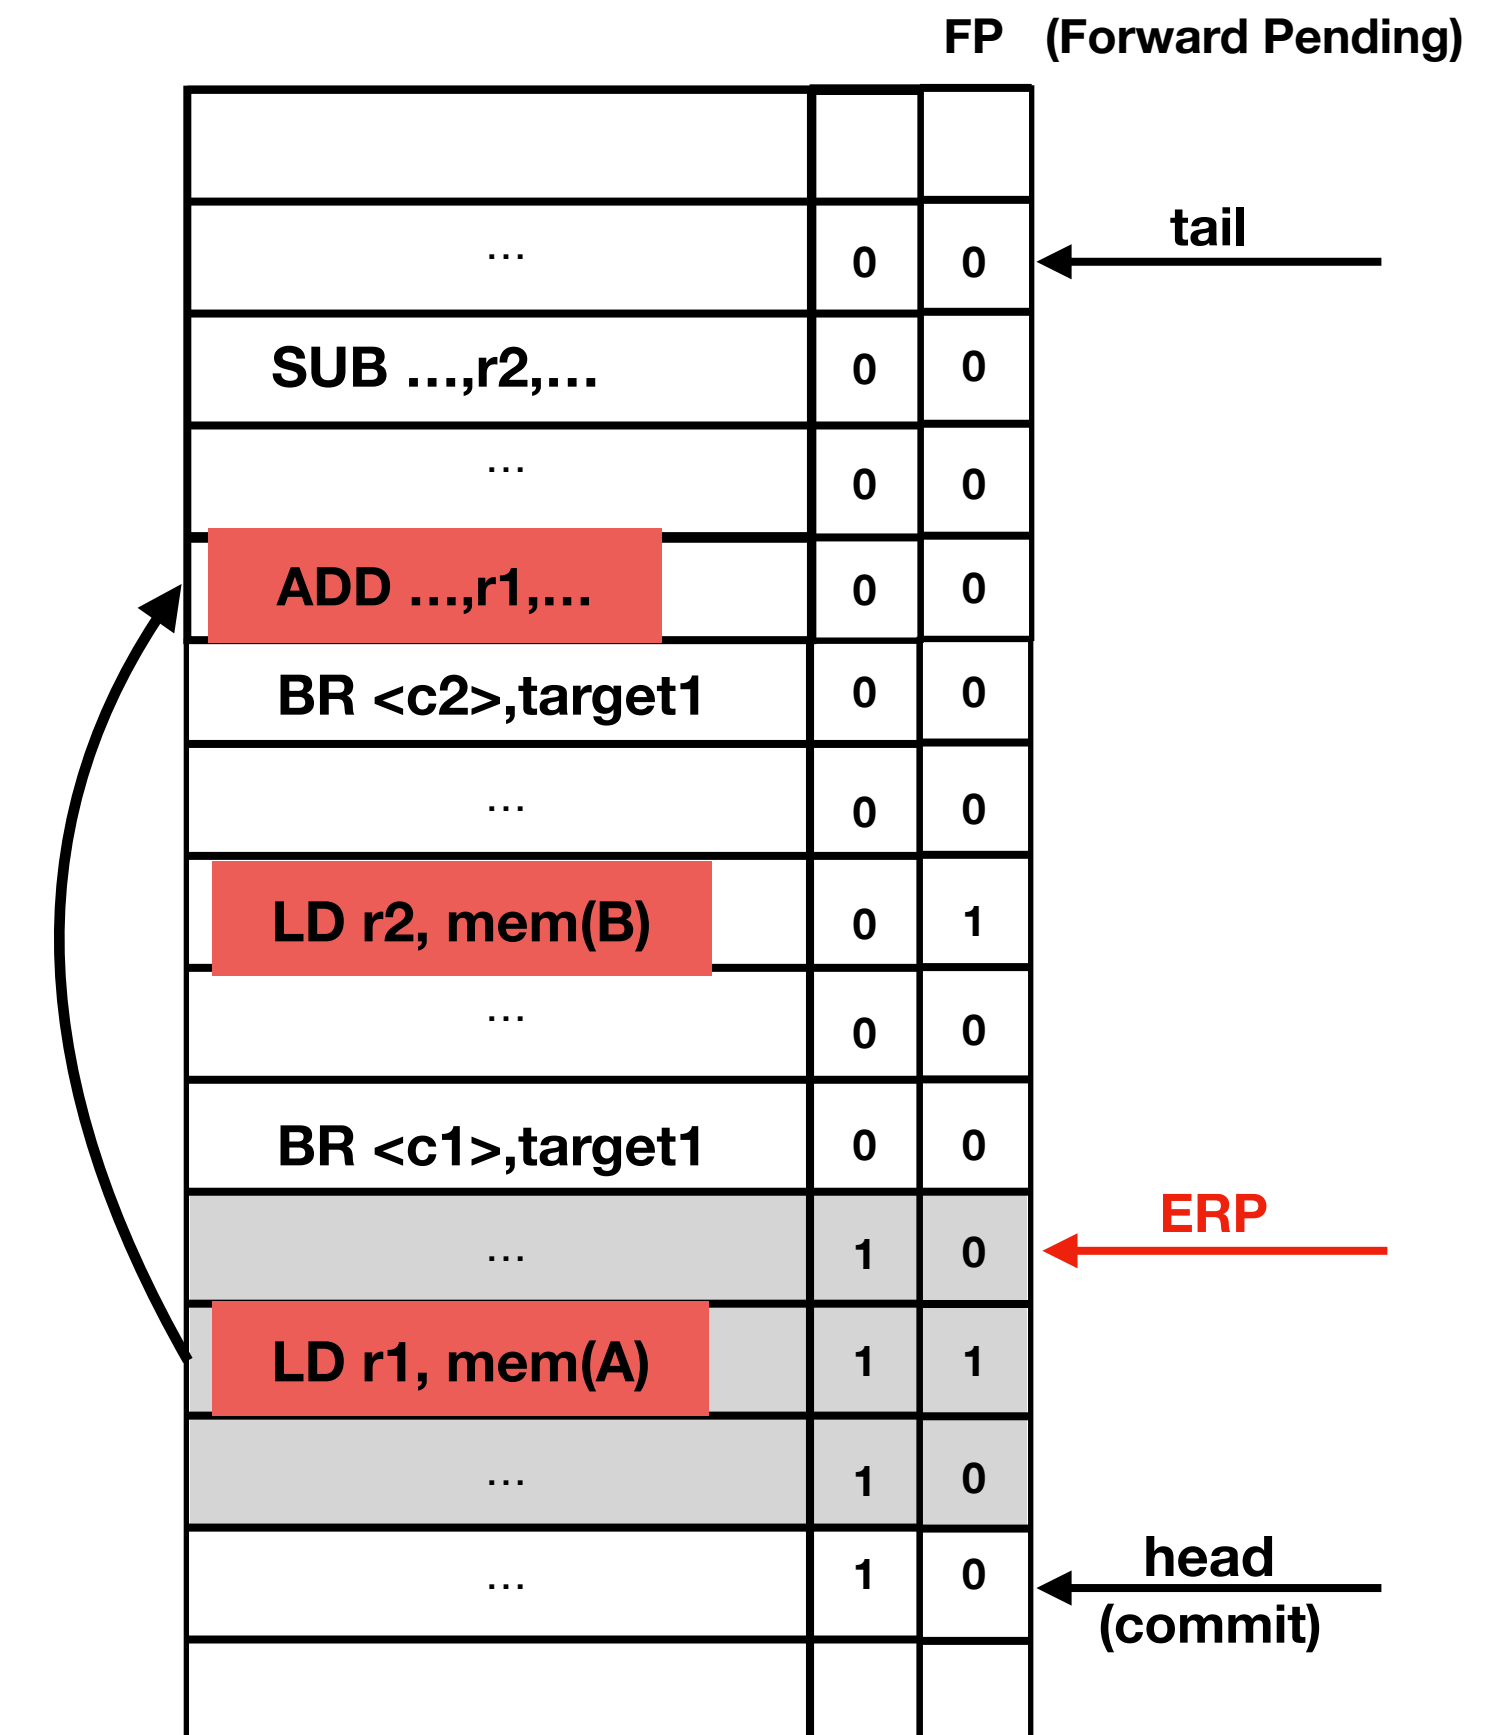 FP (Forward Pending)
… 0 0
tail
SUB …,r2,… 0 0
… 0 0
ADD …,r1,… 0 0
BR <c2>,target1 0 0
… 0 0
LD r2, mem(B) 0 1
… 0 0
BR <c1>,target1 0 0
… 1 0
ERP
LD r1, mem(A) 1 1
… 1 0
… 1 0
head
(commit)